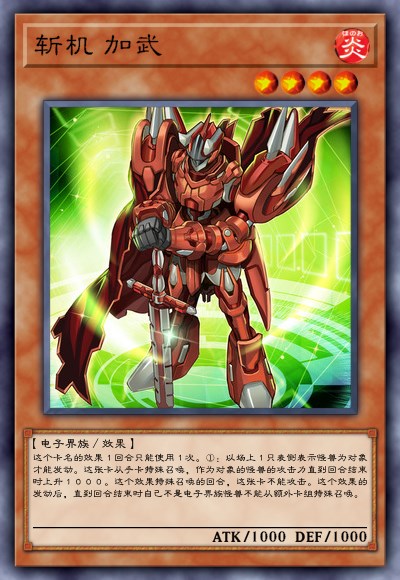 斩机 加武
ほのお
炎
【电子界族／效果】
这个卡名的效果1回合只能使用1次。①：以场上1只表侧表示怪兽为对象
才能发动。这张卡从手卡特殊召唤，作为对象的怪兽的攻击力直到回合结束
时上升1000。这个效果特殊召唤的回合，这张卡不能攻击。这个效果的
发动后，直到回合结束时自己不是电子界族怪兽不能从额外卡组特殊召唤。
ATK/1000 DEF/1000